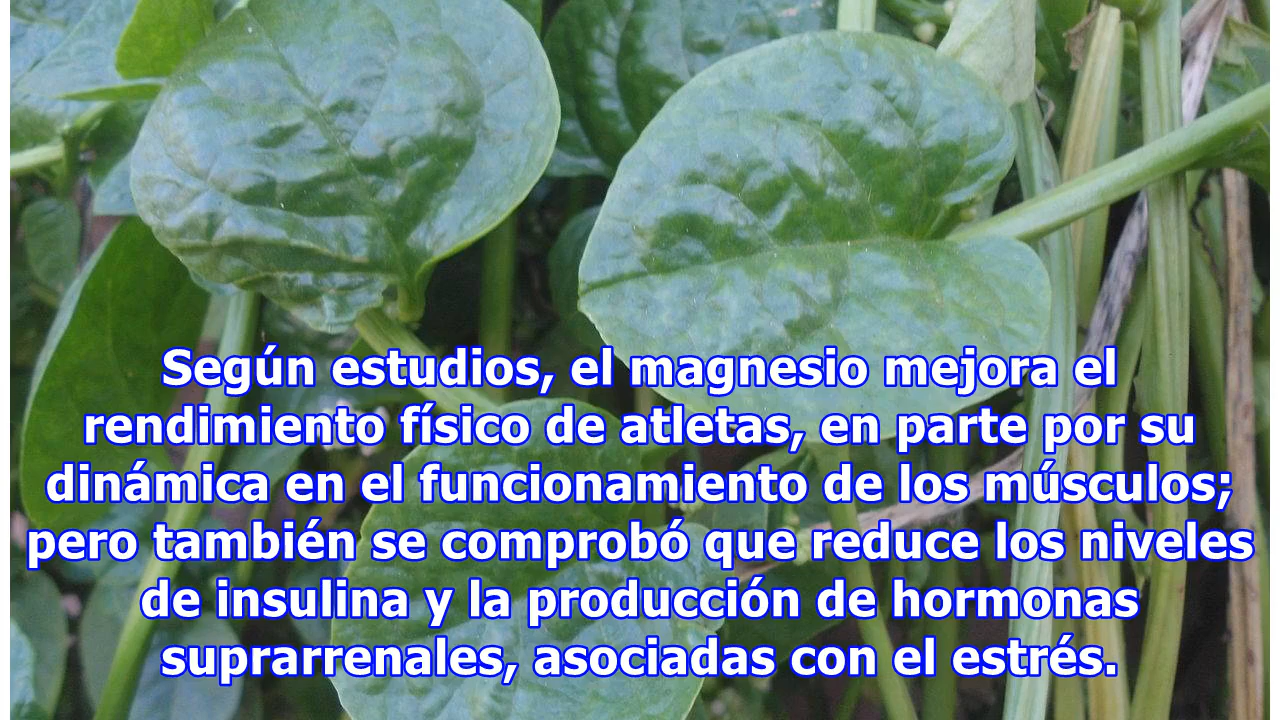 Según estudios, el magnesio mejora el
rendimiento físico de atletas, en parte por su
dinámica en el funcionamiento de los músculos;
pero también se comprobó que reduce los niveles
de insulina y la producción de hormonas
suprarrenales, asociadas con el estrés.